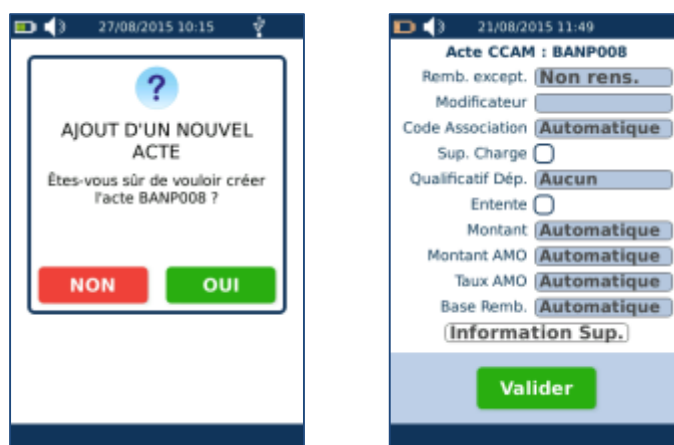 27/08/2015 10:15
?
AJOUT D'UN NOUVEL
ACTE
Êtes-vous sûr de vouloir créer
l'acte BANP008 ?
NON OUI
21/08/2015 11:49
Acte CCAM : BANP008
Remb. except. Non rens.
Modificateur
Code Association Automatique
Sup. Charge
Qualificatif Dép. Aucun
Entente
Montant Automatique
Montant AMO Automatique
Taux AMO Automatique
Base Remb. Automatique
Information Sup.
Valider